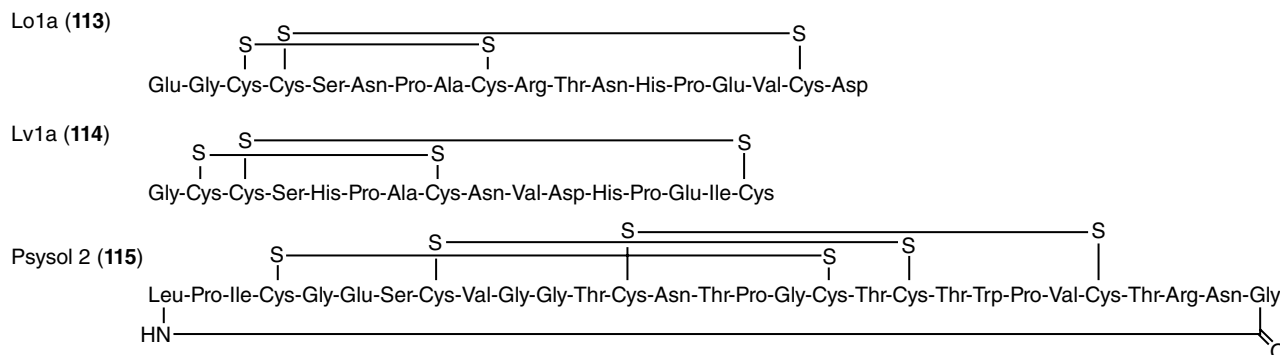 Lo1a (113)
S S S S
Glu-Gly-Cys-Cys-Ser-Asn-Pro-Ala-Cys-Arg-Thr-Asn-His-Pro-Glu-Val-Cys-Asp
Lv1a (114)
S S S S
Gly-Cys-Cys-Ser-His-Pro-Ala-Cys-Asn-Val-Asp-His-Pro-Glu-Ile-Cys
Psysol 2 (115)
S S S S S S
Leu-Pro-Ile-Cys-Gly-Glu-Ser-Cys-Val-Gly-Gly-Thr-Cys-Asn-Thr-Pro-Gly-Cys-Thr-Cys-Thr-Trp-Pro-Val-Cys-Thr-Arg-Asn-Gly
HN O